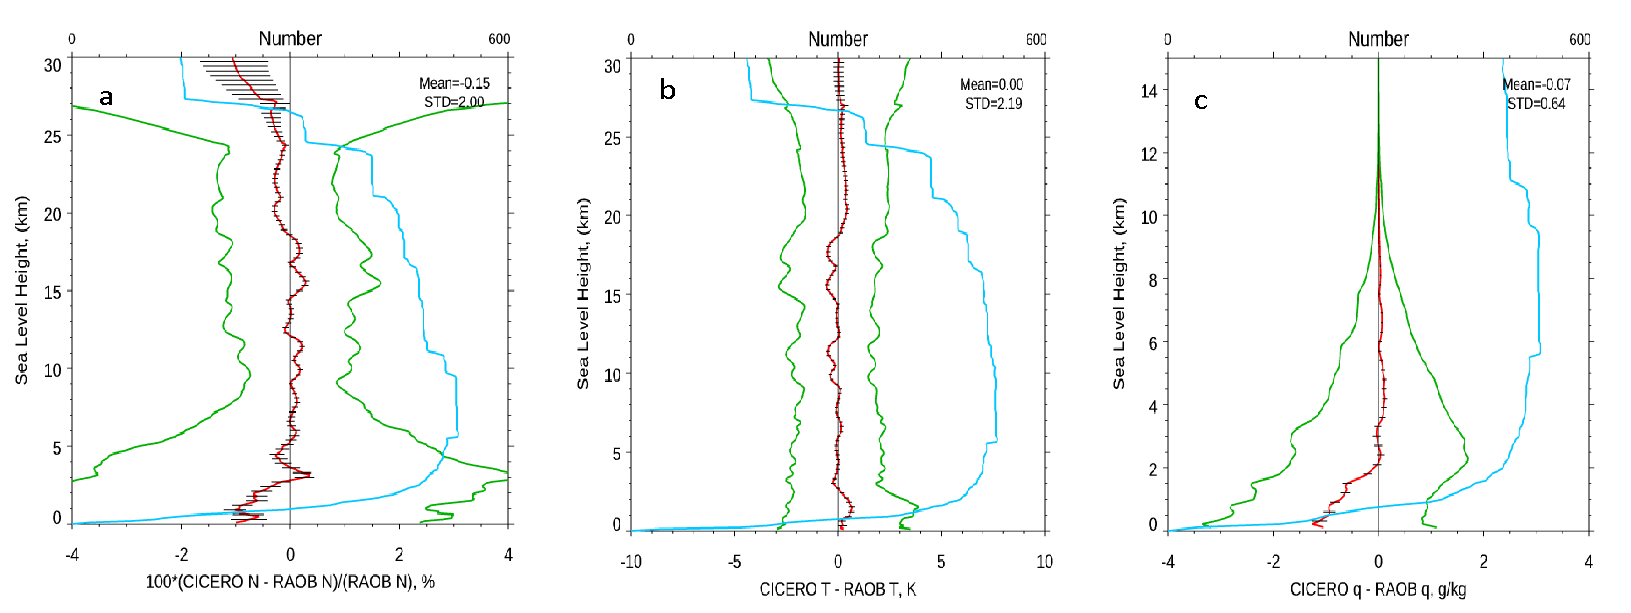 0 Number 600
30
25
20
15
10
5
0
Sea Level Height, (km)
a
Mean=-0.15
STD=2.00
-4 -2 0 2 4
100*(CICERO N - RAOB N)/(RAOB N), %
0 Number 600
30
25
20
15
10
5
0
Sea Level Height, (km)
b
Mean=0.00
STD=2.19
-10 -5 0 5 10
CICERO T - RAOB T, K
0 Number 600
14
12
10
8
6
4
2
0
Sea Level Height, (km)
c
Mean=-0.07
STD=0.64
-4 -2 0 2 4
CICERO q - RAOB q, g/kg